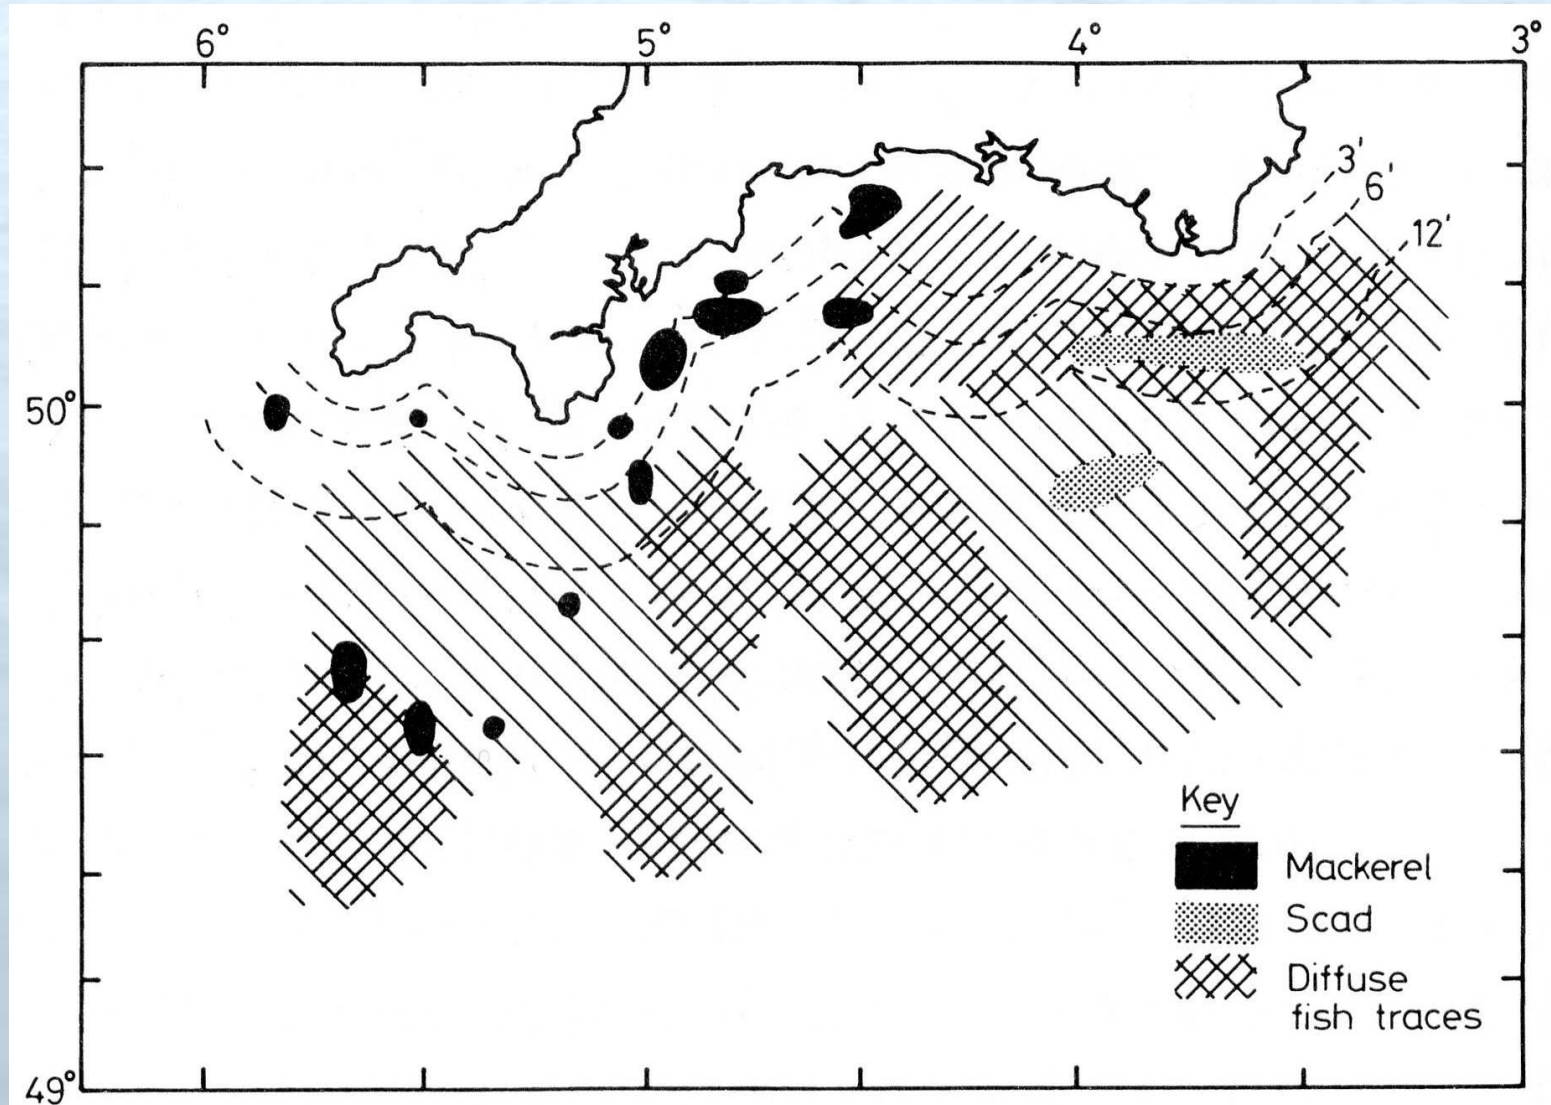 6° 5° 4° 3°
3'
6'
12'
50°
Key
Mackerel
Scad
Diffuse
fish traces
49°